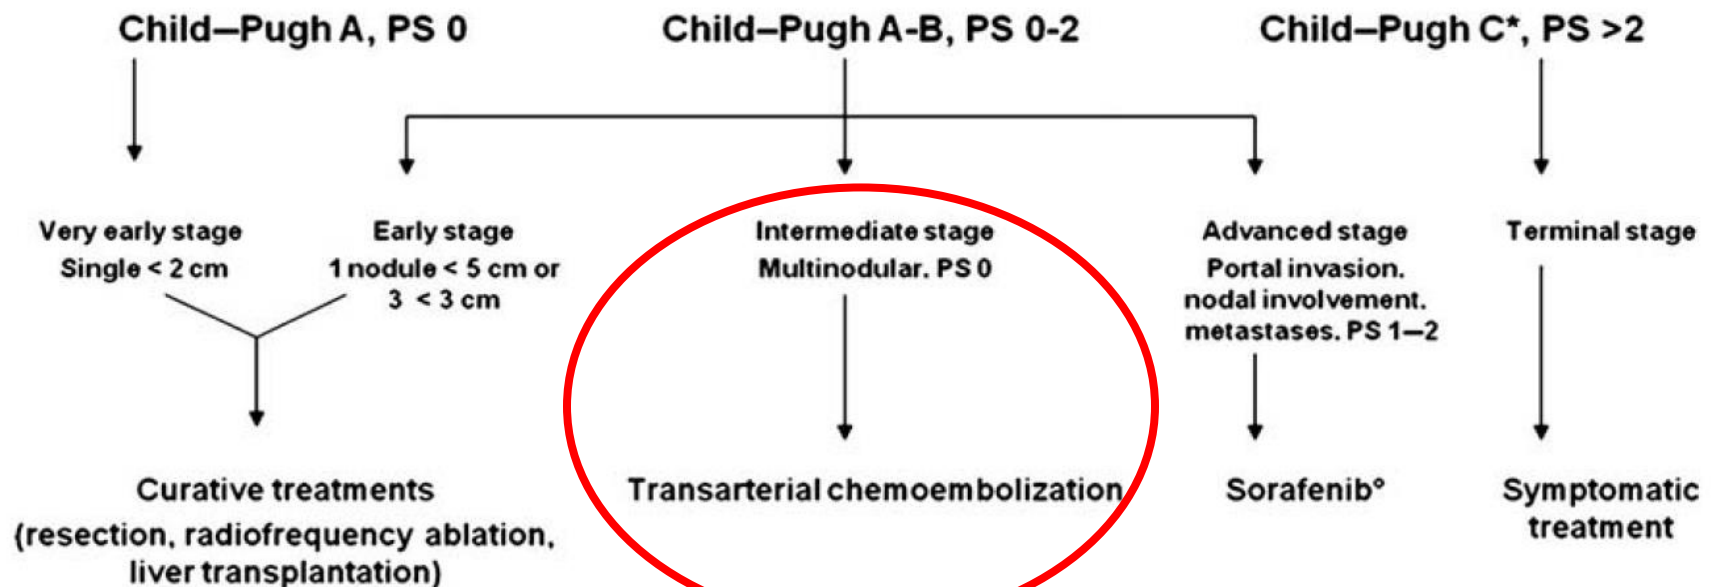 Child–Pugh A, PS 0
Child–Pugh A-B, PS 0-2
Child–Pugh C*, PS >2
Very early stage
Single < 2 cm
Early stage
1 nodule < 5 cm or
3 < 3 cm
Intermediate stage
Multinodular. PS 0
Advanced stage
Portal invasion.
nodal involvement.
metastases. PS 1–2
Terminal stage
Curative treatments
(resection, radiofrequency ablation,
liver transplantation)
Transarterial chemoembolization
Sorafenib°
Symptomatic
treatment